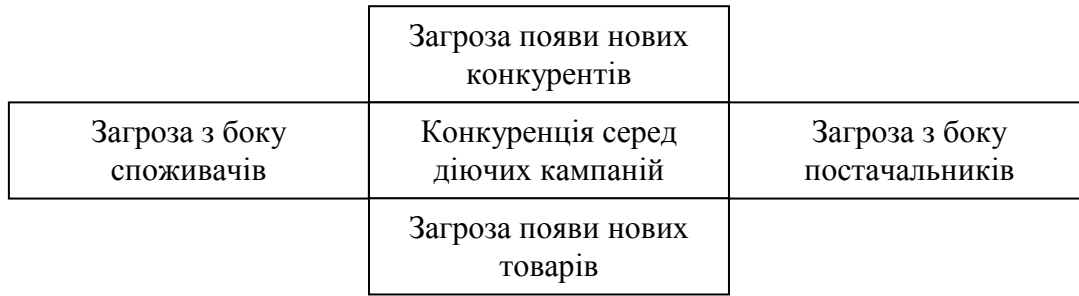 Загроза появи нових
конкурентів
Загроза з боку
споживачів
Конкуренція серед
діючих кампаній
Загроза з боку
постачальників
Загроза появи нових
товарів